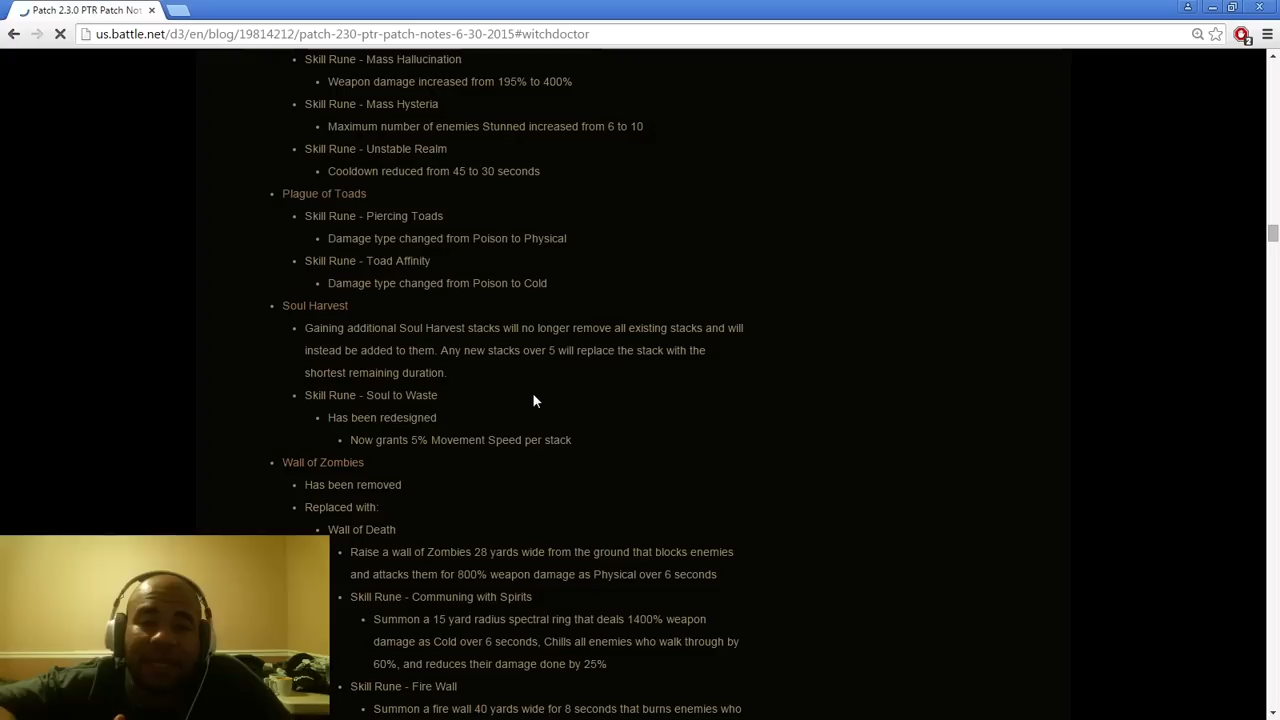 Patch 2.3.0 PTR Patch Not
us.battle.net/d3/en/blog/19814212/patch-230-ptr-patch-notes-6-30-2015#witchdoctor
2
Skill Rune - Mass Hallucination
Weapon damage increased from 195% to 400%
Skill Rune - Mass Hysteria
Maximum number of enemies Stunned increased from 6 to 10
Skill Rune - Unstable Realm
Cooldown reduced from 45 to 30 seconds
Plague of Toads
Skill Rune - Piercing Toads
Damage type changed from Poison to Physical
Skill Rune - Toad Affinity
Damage type changed from Poison to Cold
Soul Harvest
Gaining additional Soul Harvest stacks will no longer remove all existing stacks and will
instead be added to them. Any new stacks over 5 will replace the stack with the
shortest remaining duration.
Skill Rune - Soul to Waste
Has been redesigned
Now grants 5% Movement Speed per stack
Wall of Zombies
Has been removed
Replaced with:
Wall of Death
Raise a wall of Zombies 28 yards wide from the ground that blocks enemies
and attacks them for 800% weapon damage as Physical over 6 seconds
Skill Rune - Communing with Spirits
Summon a 15 yard radius spectral ring that deals 1400% weapon
damage as Cold over 6 seconds, Chills all enemies who walk through by
60%, and reduces their damage done by 25%
Skill Rune - Fire Wall
Summon a fire wall 40 yards wide for 8 seconds that burns enemies who